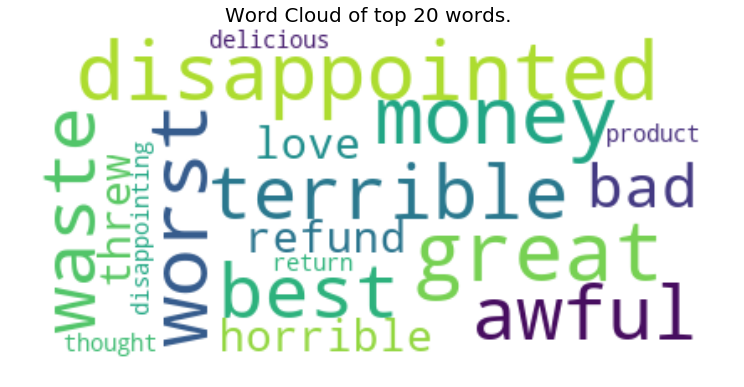 Word Cloud of top 20 words.
delicious
disappointed
money
product
love
waste
worst
threw
disappointing
terrible
bad
refund
great
return
best
awful
horrible
thought